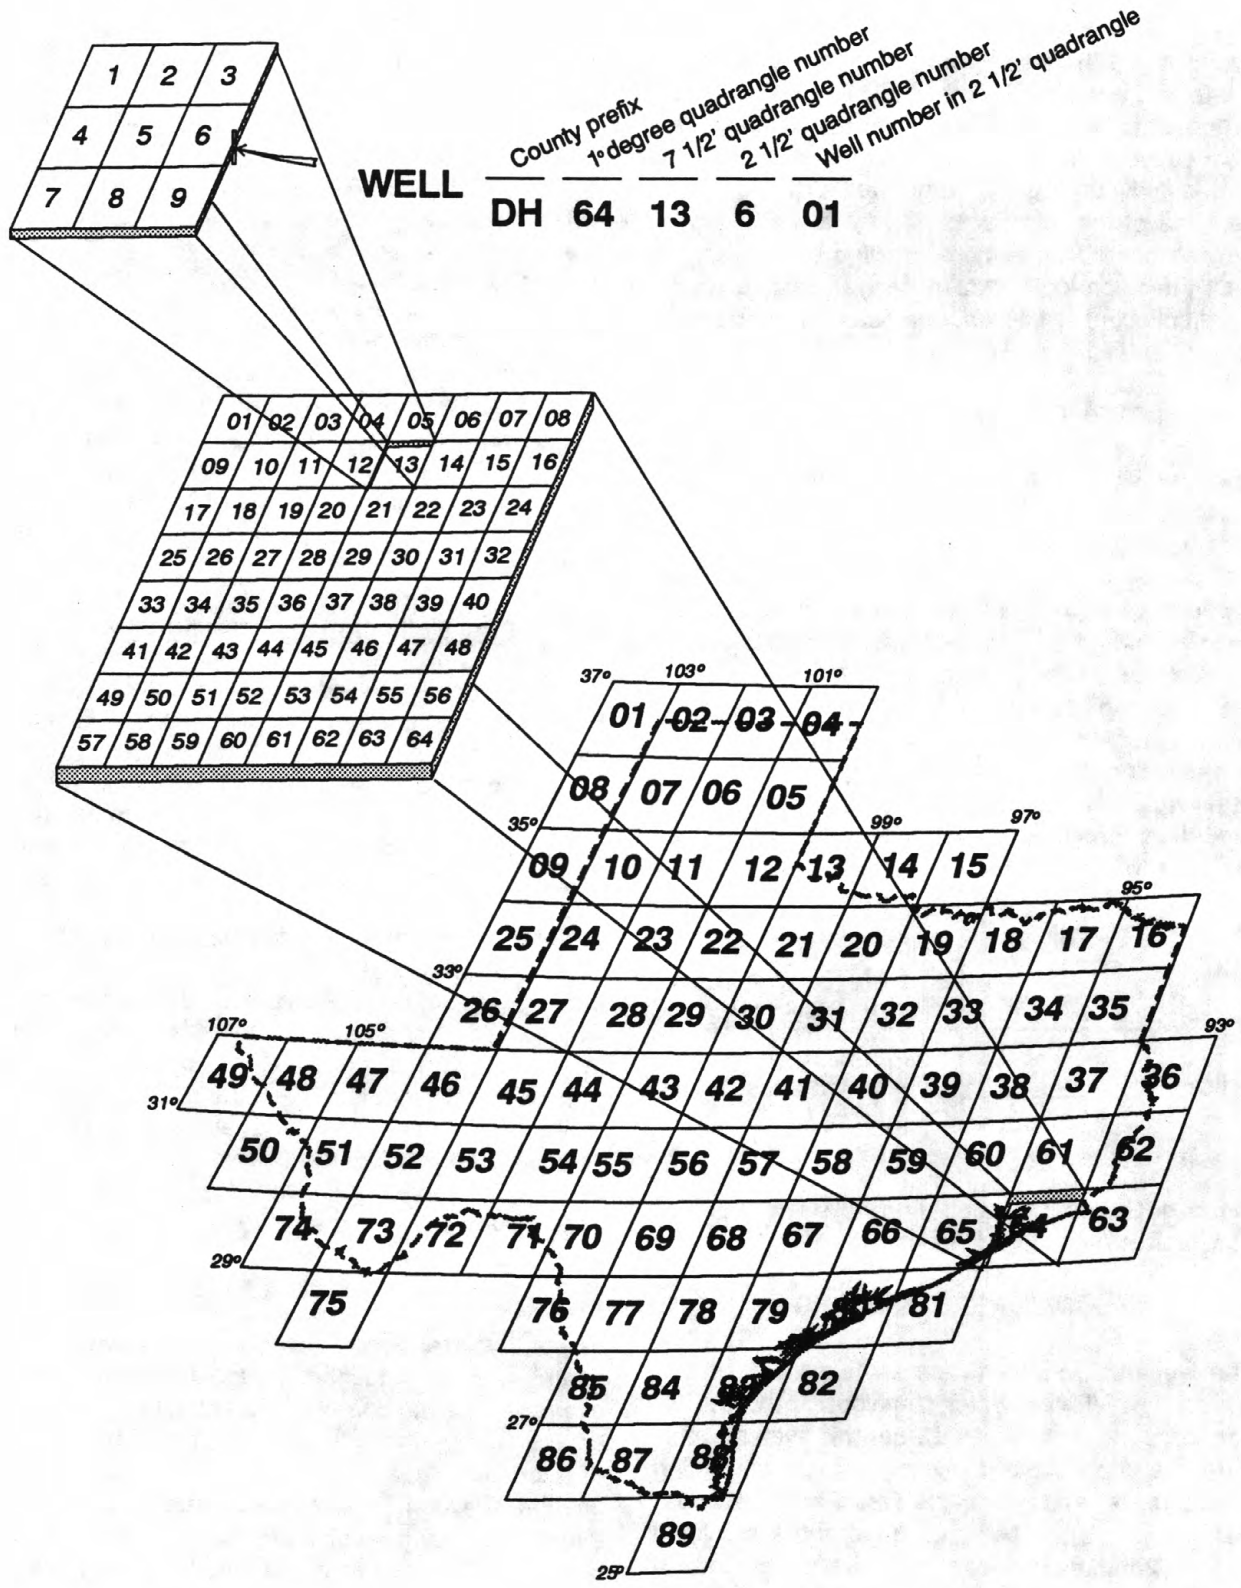 1 2 3
4 5 6
7 8 9
County prefix
1° degree quadrangle number
7 1/2' quadrangle number
2 1/2' quadrangle number
Well number in 2 1/2' quadrangle
WELL
DH 64 13 6 01
01 02 03 04 05 06 07 08
09 10 11 12 13 14 15 16
17 18 19 20 21 22 23 24
25 26 27 28 29 30 31 32
33 34 35 36 37 38 39 40
41 42 43 44 45 46 47 48
49 50 51 52 53 54 55 56
57 58 59 60 61 62 63 64
37° 103° 101°
01 02 03 04
08 07 06 05
35° 99° 97°
09 10 11 12 13 14 15
95°
25 24 23 22 21 20 19 18 17 16
33°
26 27 28 29 30 31 32 33 34 35
107° 105° 93°
49 48 47 46 45 44 43 42 41 40 39 38 37 36
31°
50 51 52 53 54 55 56 57 58 59 60 61 62
74 73 72 71 70 69 68 67 66 65 63
29°
75 76 77 78 79 81
85 84 83 82
27°
86 87 88
89
25°